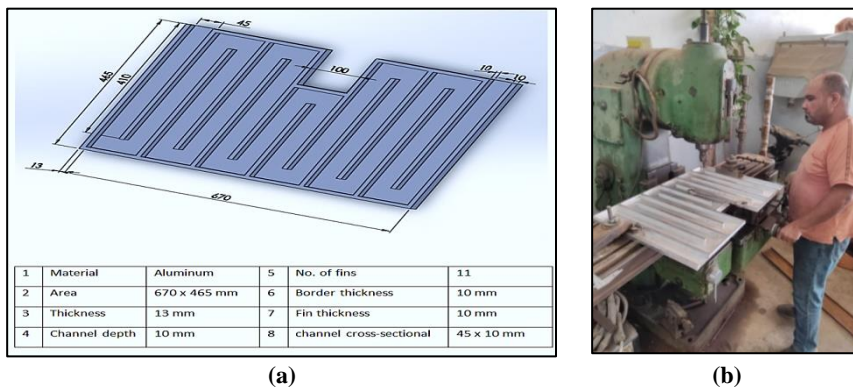 45
100
10
10
465
410
13
670
1 Material Aluminum 5 No. of fins 11
2 Area 670 x 465 mm 6 Border thickness 10 mm
3 Thickness 13 mm 7 Fin thickness 10 mm
4 Channel depth 10 mm 8 channel cross-sectional 45 x 10 mm
(a) (b)